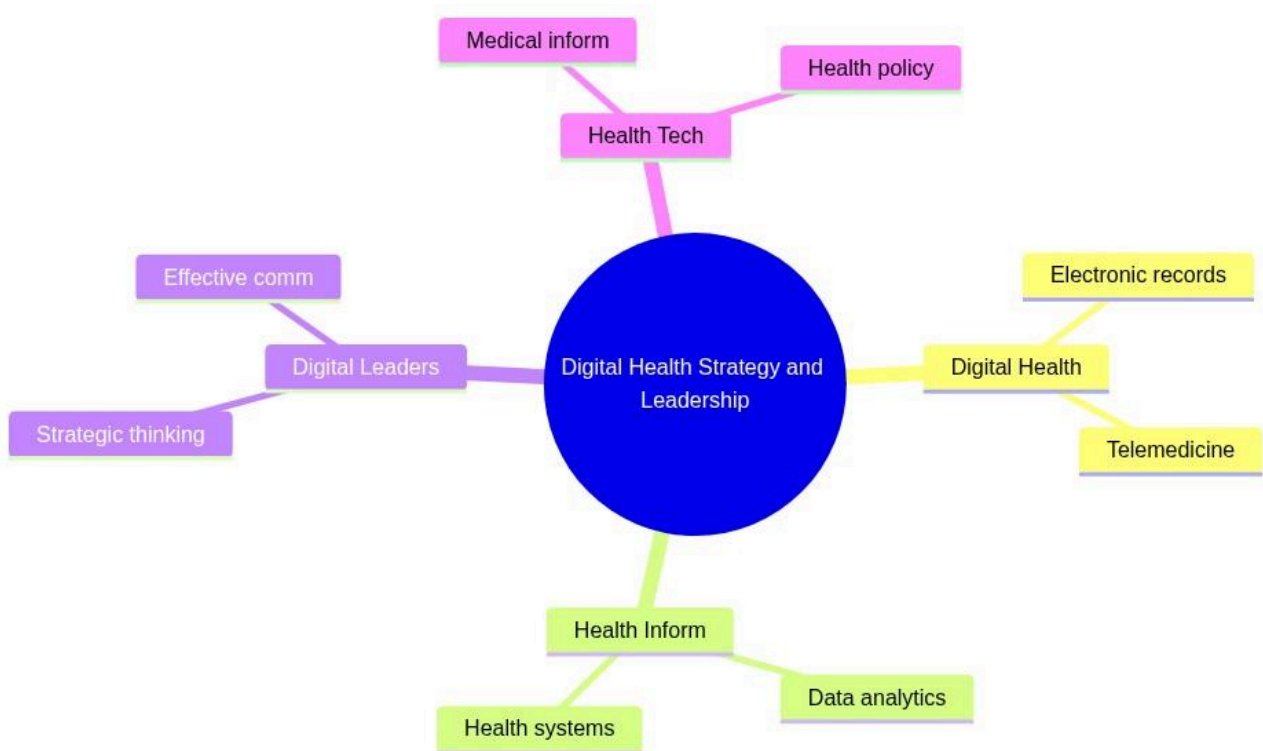 Medical inform
Health policy
Health Tech
Effective comm
Electronic records
Digital Leaders
Digital Health Strategy and
Leadership
Digital Health
Strategic thinking
Telemedicine
Health Inform
Data analytics
Health systems